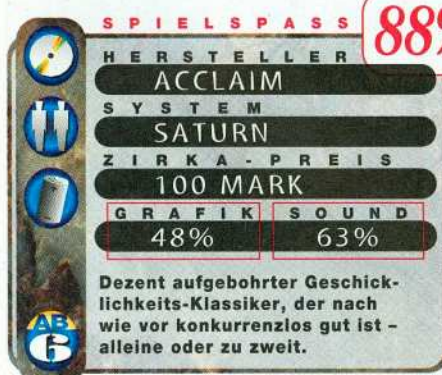 SPIELSPASS 88%
HERSTELLER
ACCLAIM
SYSTEM
SATURN
ZIRKA-PREIS
100 MARK
GRAFIK SOUND
48% 63%
Dezent aufgebohrter Geschick-
lichkeits-Klassiker, der nach
wie vor konkurrenzlos gut ist –
alleine oder zu zweit.
AB
6